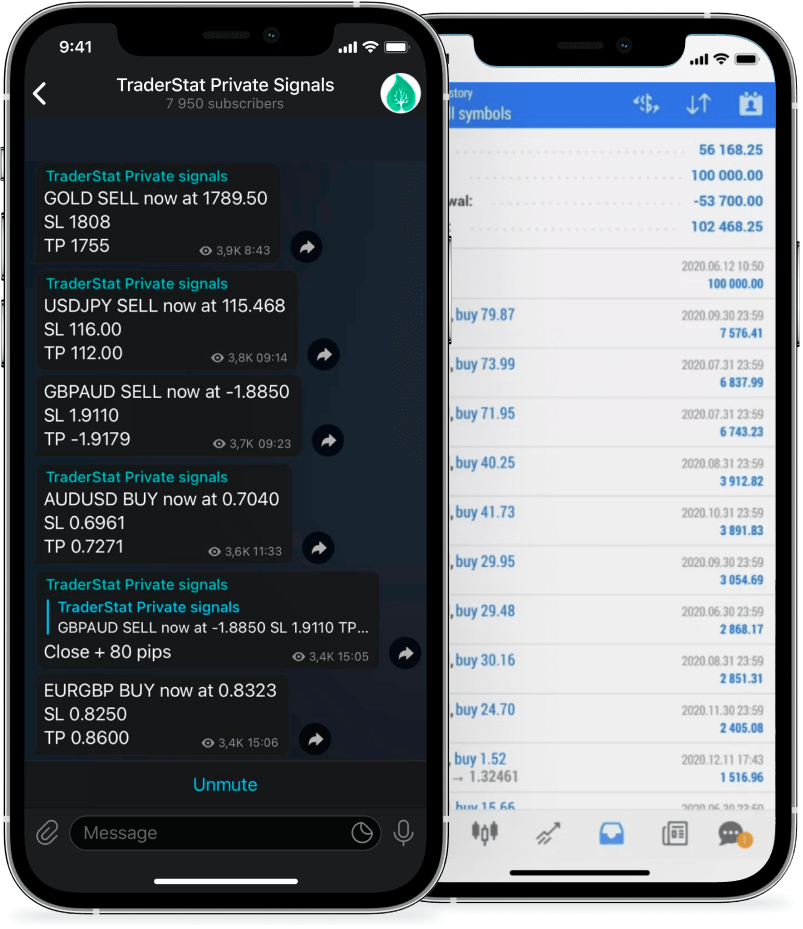 9:41
TraderStat Private Signals
7 950 subscribers
TraderStat Private signals
GOLD SELL now at 1789.50
SL 1808
TP 1755
3,9K 8:43
TraderStat Private signals
USDJPY SELL now at 115.468
SL 116.00
TP 112.00
3,8K 09:14
GBPAUD SELL now at -1.8850
SL 1.9110
TP -1.9179
3,7K 09:23
TraderStat Private signals
AUDUSD BUY now at 0.7040
SL 0.6961
TP 0.7271
3,6K 11:33
TraderStat Private signals
TraderStat Private signals
GBPAUD SELL now at -1.8850 SL 1.9110 TP...
Close + 80 pips
3,4K 15:05
EURGBP BUY now at 0.8323
SL 0.8250
TP 0.8600
3,4K 15:06
Unmute
Message
story
ll symbols
56 168.25
100 000.00
wal: -53 700.00
: 102 468.25
2020.06.12 10:50
100 000.00
, buy 79.87 2020.09.30 23:59
7 576.41
, buy 73.99 2020.07.31 23:59
6 837.99
, buy 71.95 2020.07.31 23:59
6 743.23
, buy 40.25 2020.08.31 23:59
3 912.82
, buy 41.73 2020.10.31 23:59
3 891.83
, buy 29.95 2020.09.30 23:59
3 054.69
, buy 29.48 2020.06.30 23:59
2 868.17
, buy 30.16 2020.08.31 23:59
2 851.31
, buy 24.70 2020.11.30 23:59
2 405.08
, buy 1.52 2020.12.11 17:43
→ 1.32461 1 516.96
, buy 15.66 2020.06.30 23:59